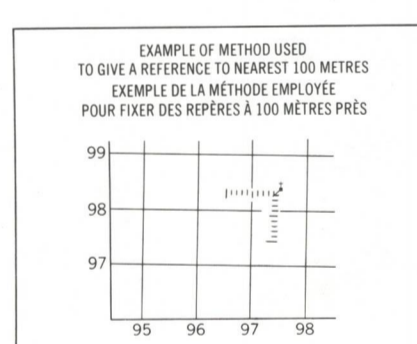 EXAMPLE OF METHOD USED
TO GIVE A REFERENCE TO NEAREST 100 METRES
EXEMPLE DE LA MÉTHODE EMPLOYÉE
POUR FIXER DES REPÈRES À 100 MÈTRES PRÈS
99
98
97
95 96 97 98